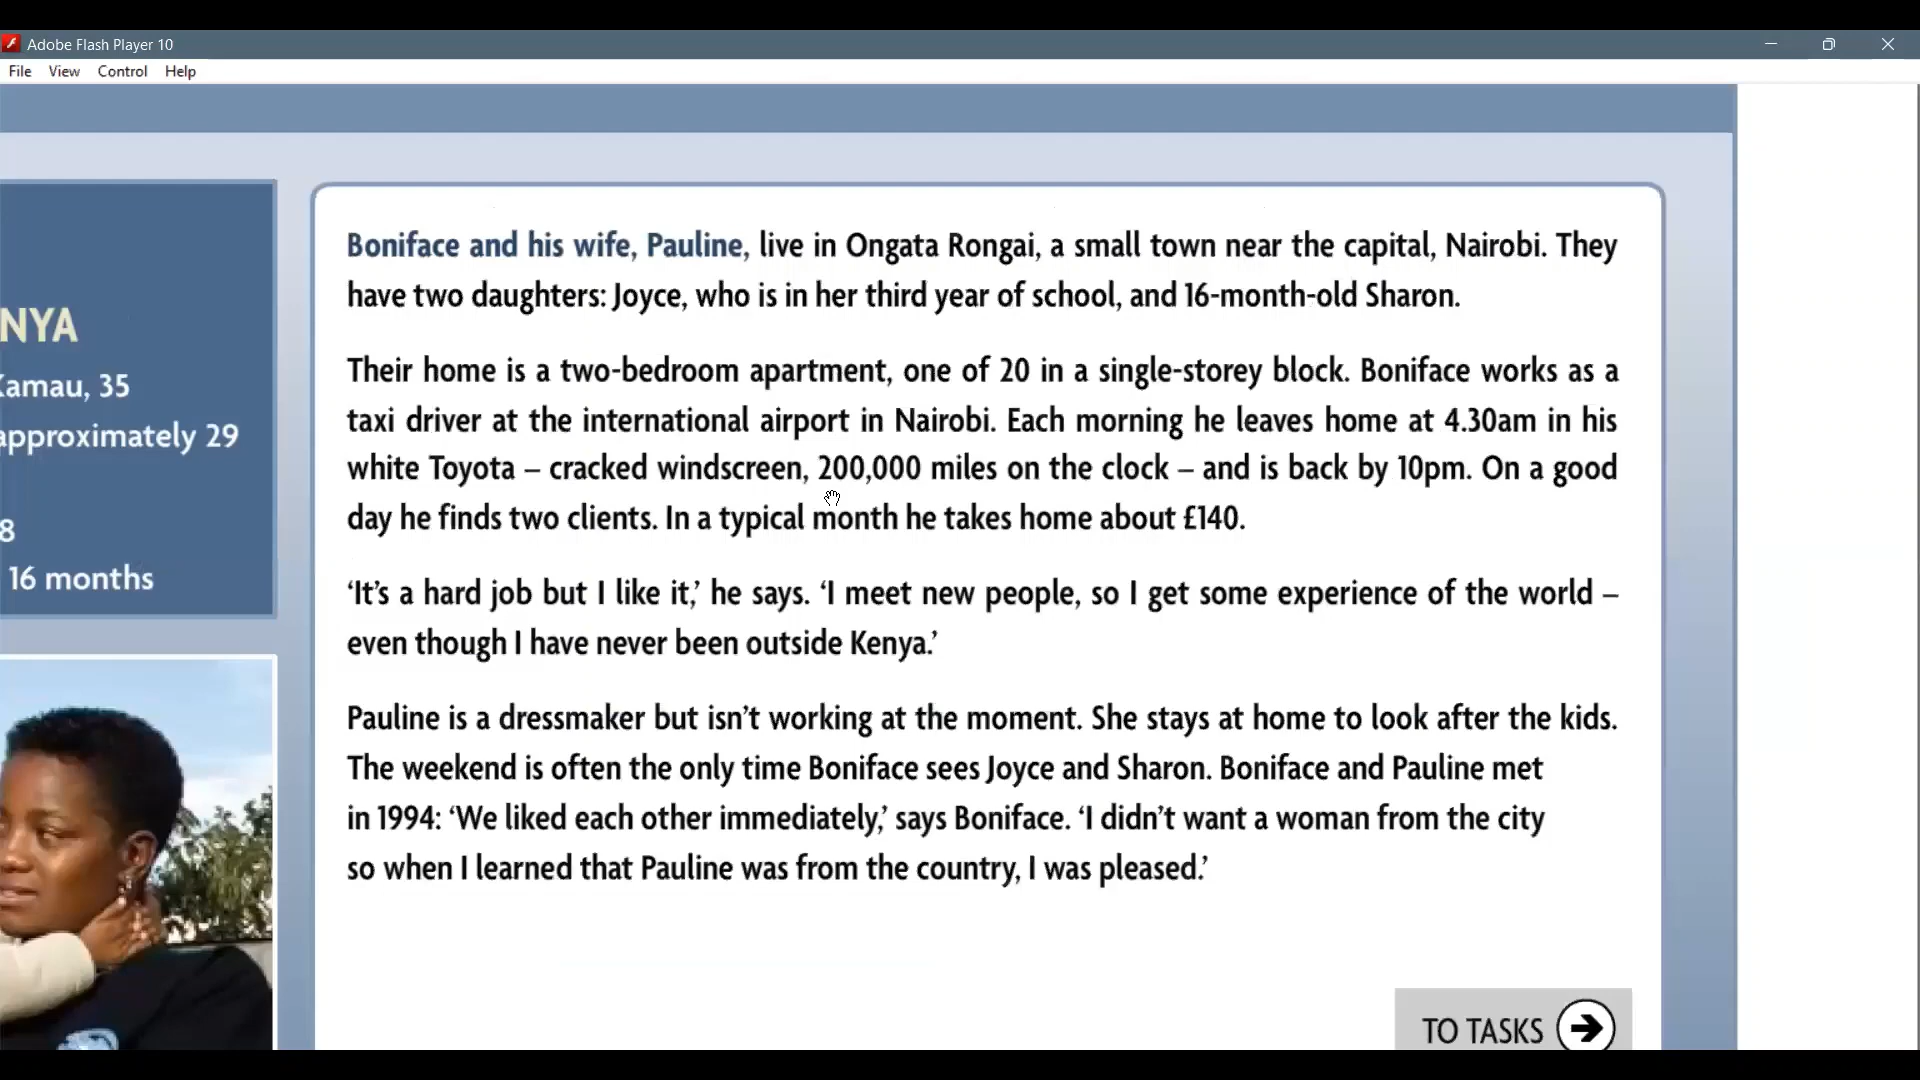 Adobe Flash Player 10
File View Control Help
NYA
Kamau, 35
approximately 29
8
16 months
Boniface and his wife, Pauline, live in Ongata Rongai, a small town near the capital, Nairobi. They
have two daughters: Joyce, who is in her third year of school, and 16-month-old Sharon.
Their home is a two-bedroom apartment, one of 20 in a single-storey block. Boniface works as a
taxi driver at the international airport in Nairobi. Each morning he leaves home at 4.30am in his
white Toyota – cracked windscreen, 200,000 miles on the clock – and is back by 10pm. On a good
day he finds two clients. In a typical month he takes home about £140.
‘It’s a hard job but I like it,’ he says. ‘I meet new people, so I get some experience of the world –
even though I have never been outside Kenya.’
Pauline is a dressmaker but isn’t working at the moment. She stays at home to look after the kids.
The weekend is often the only time Boniface sees Joyce and Sharon. Boniface and Pauline met
in 1994: ‘We liked each other immediately,’ says Boniface. ‘I didn’t want a woman from the city
so when I learned that Pauline was from the country, I was pleased.’
TO TASKS